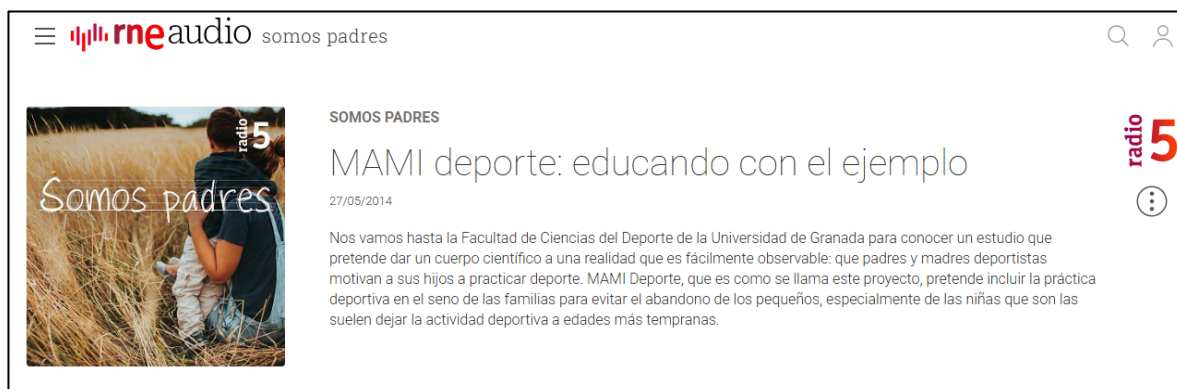 rne audio somos padres
radio 5
Somos padres
SOMOS PADRES
MAMI deporte: educando con el ejemplo
27/05/2014
Nos vamos hasta la Facultad de Ciencias del Deporte de la Universidad de Granada para conocer un estudio que
pretende dar un cuerpo científico a una realidad que es fácilmente observable: que padres y madres deportistas
motivan a sus hijos a practicar deporte. MAMI Deporte, que es como se llama este proyecto, pretende incluir la práctica
deportiva en el seno de las familias para evitar el abandono de los pequeños, especialmente de las niñas que son las
suelen dejar la actividad deportiva a edades más tempranas.
radio 5